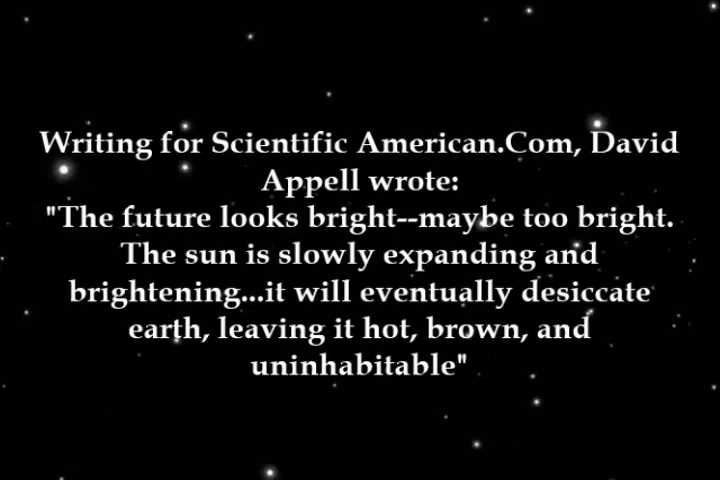 Writing for Scientific American.Com, David
Appell wrote:
"The future looks bright--maybe too bright.
The sun is slowly expanding and
brightening...it will eventually desiccate
earth, leaving it hot, brown, and
uninhabitable"